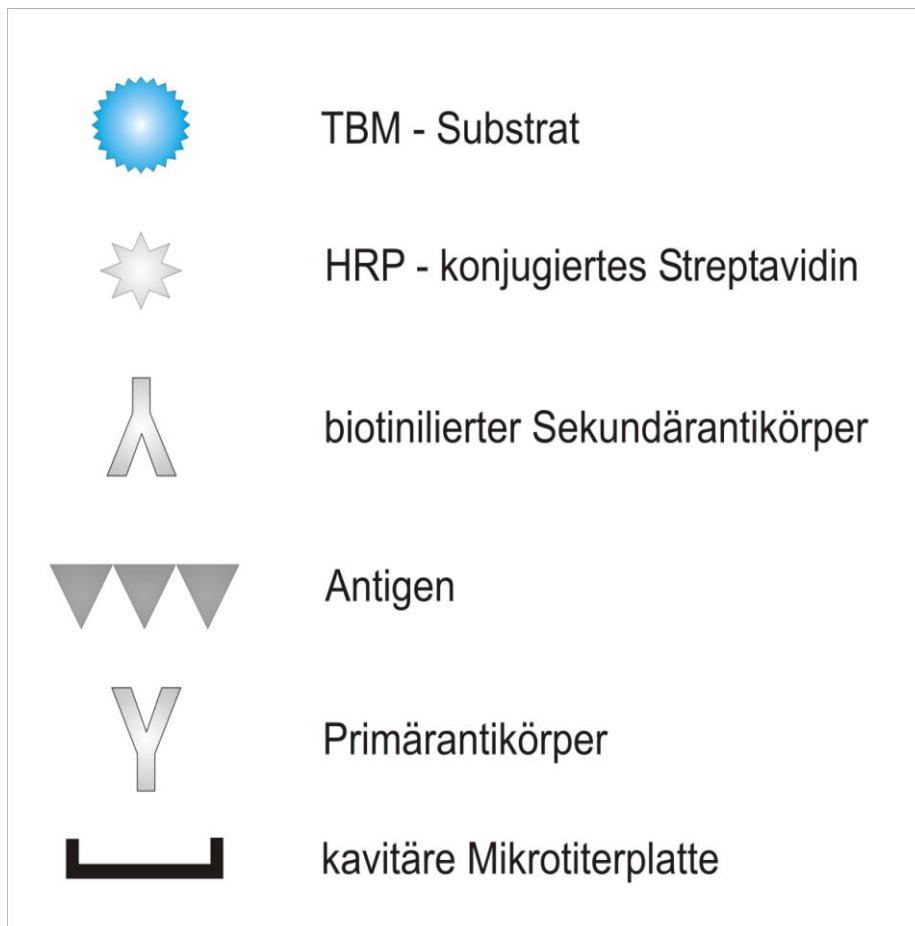 TBM - Substrat
HRP - konjugiertes Streptavidin
biotinilierter Sekundärantikörper
Antigen
Primärantikörper
kavitäre Mikrotiterplatte